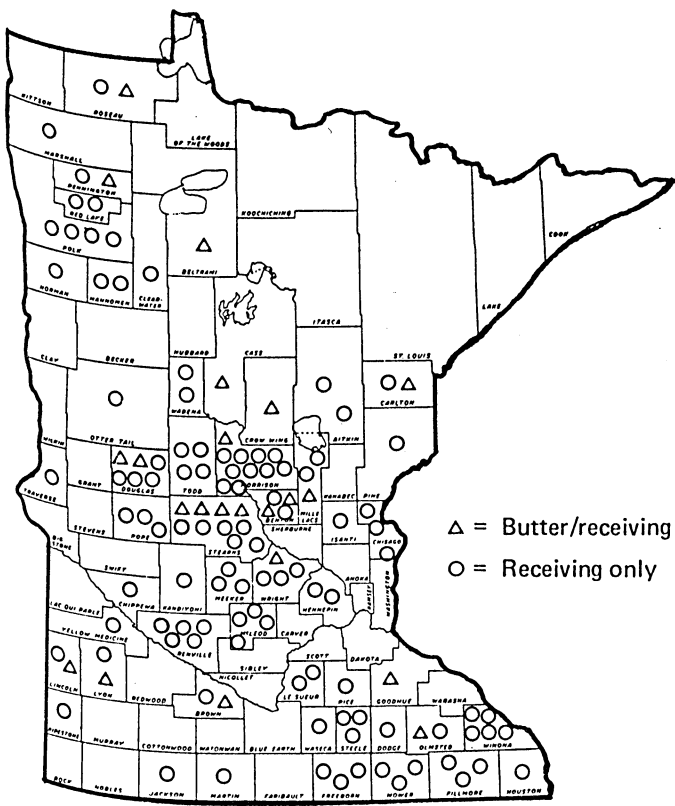 KITTSON
ROSEAU
LAKE
OF THE WOODS
MARSHALL
PENNINGTON
RED LAKE
KOOCHICHING
COOK
POLK
BELTRAMI
NORMAN
MAHNOMEN
CLEAR-
WATER
LAKE
ITASCA
CLAY
BECKER
HUBBARD
CASS
ST. LOUIS
WADENA
CARLTON
OTTER TAIL
WILKIN
CROW WING
AITKIN
GRANT
DOUGLAS
TODD
MORRISON
KANABEC
PINE
TRAVERSE
MILLE
LACS
BENTON
STEVENS
POPE
SHERBURNE
ISANTI
CHISAGO
BIG
STONE
STEARNS
△ = Butter/receiving
○ = Receiving only
SWIFT
ANOKA
RAMSEY
WASHINGTON
MEEKER
WRIGHT
HENNEPIN
LAC QUI PARLE
CHIPPEWA
KANDIYOHI
YELLOW MEDICINE
RENVILLE
MCLEOD
CARVER
SCOTT
DAKOTA
SIBLEY
LINCOLN
LYON
REDWOOD
NICOLLET
LE SUEUR
RICE
GOODHUE
WABASHA
BROWN
PIPESTONE
MURRAY
COTTONWOOD
WATONWAN
BLUE EARTH
WASECA
STEELE
DODGE
OLMSTED
WINONA
ROCK
NOBLES
JACKSON
MARTIN
FARIBAULT
FREEBORN
MOWER
FILLMORE
HOUSTON